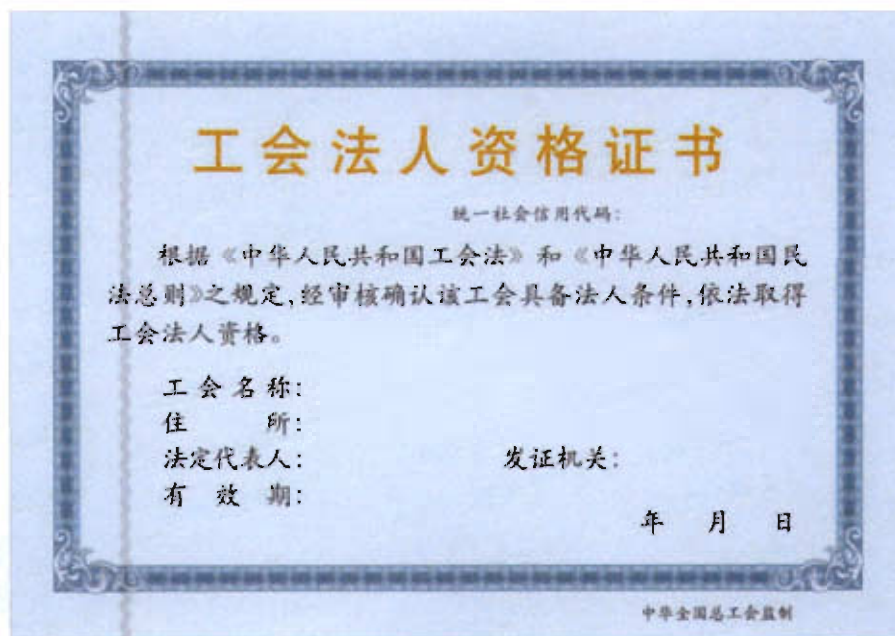 工会法人资格证书
统一社会信用代码:
根据《中华人民共和国工会法》和《中华人民共和国民
法总则》之规定,经审核确认该工会具备法人条件,依法取得
工会法人资格。
工会名称:
住 所:
法定代表人: 发证机关:
有 效 期:
年 月 日
中华全国总工会监制